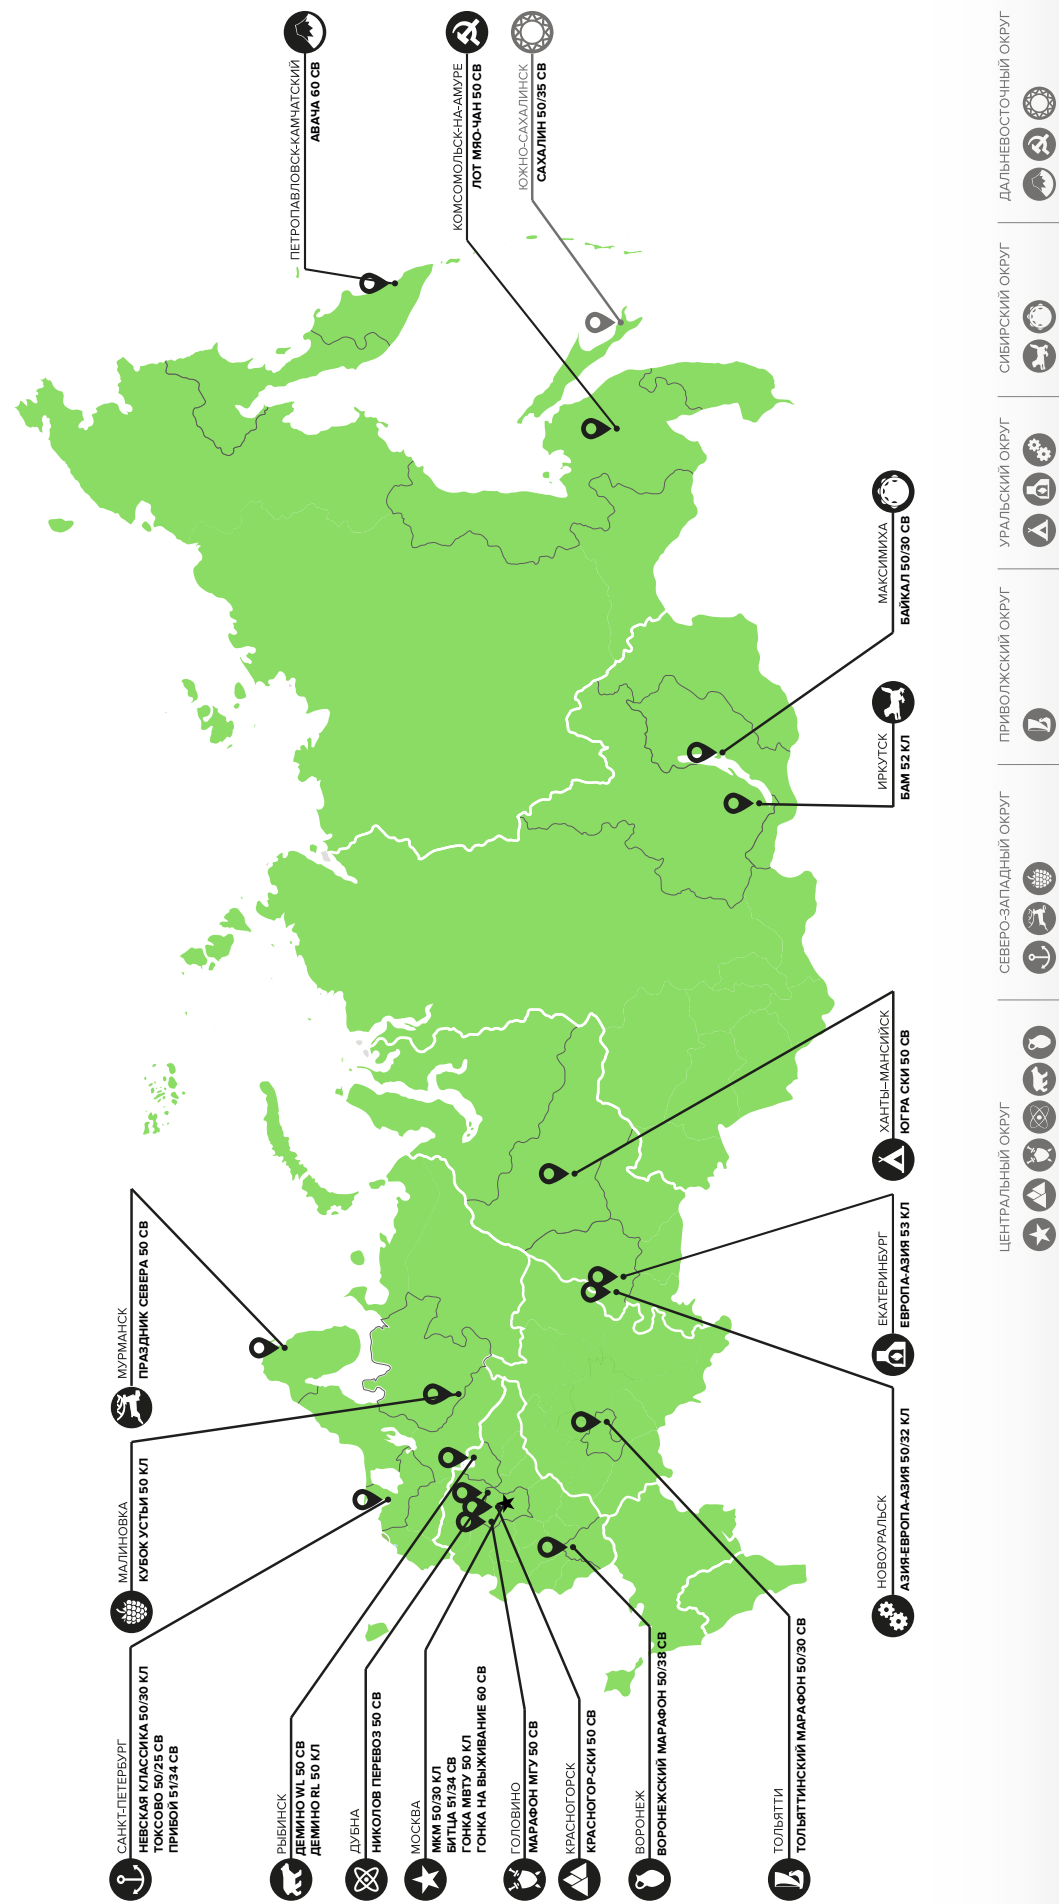 САНКТ-ПЕТЕРБУРГ
НЕВСКАЯ КЛАССИКА 50/30 КЛ
ТОКСОВО 50/25 СВ
ПРИБОЙ 51/34 СВ
МАЛИНОВКА
КУБОК УСТЬИ 50 КЛ
МУРМАНСК
ПРАЗДНИК СЕВЕРА 50 СВ
ПЕТРОПАВЛОВСК-КАМЧАТСКИЙ
АВАЧА 60 СВ
РЫБИНСК
ДЕМИНО WL 50 СВ
ДЕМИНО RL 50 КЛ
ДУБНА
НИКОЛОВ ПЕРЕВОЗ 50 СВ
МОСКВА
МКМ 50/30 КЛ
БИТЦА 51/34 СВ
ГОНКА МВТУ 50 КЛ
ГОНКА НА ВЫЖИВАНИЕ 60 СВ
КОМСОМОЛЬСК-НА-АМУРЕ
ЛОТ МЯО-ЧАН 50 СВ
ГОЛОВИНО
МАРАФОН МГУ 50 СВ
ЮЖНО-САХАЛИНСК
САХАЛИН 50/35 СВ
КРАСНОГОРСК
КРАСНОГОР-СКИ 50 СВ
ВОРОНЕЖ
ВОРОНЕЖСКИЙ МАРАФОН 50/38 СВ
ТОЛЬЯТТИ
ТОЛЬЯТТИНСКИЙ МАРАФОН 50/30 СВ
НОВОУРАЛЬСК
АЗИЯ-ЕВРОПА-АЗИЯ 50/32 КЛ
ЕКАТЕРИНБУРГ
ЕВРОПА-АЗИЯ 53 КЛ
ХАНТЫ–МАНСИЙСК
ЮГРА СКИ 50 СВ
ИРКУТСК
БАМ 52 КЛ
МАКСИМИХА
БАЙКАЛ 50/30 СВ
ЦЕНТРАЛЬНЫЙ ОКРУГ
СЕВЕРО-ЗАПАДНЫЙ ОКРУГ
ПРИВОЛЖСКИЙ ОКРУГ
УРАЛЬСКИЙ ОКРУГ
СИБИРСКИЙ ОКРУГ
ДАЛЬНЕВОСТОЧНЫЙ ОКРУГ